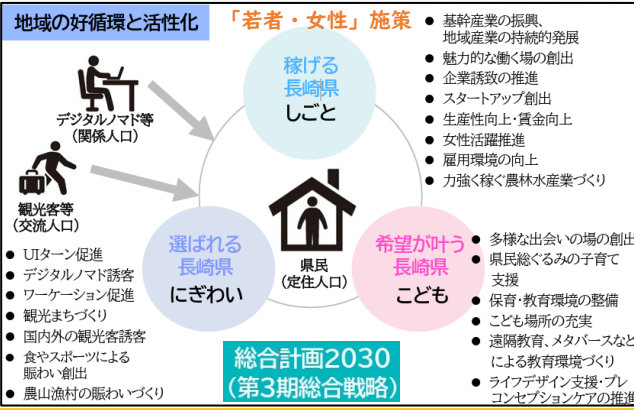 地域の好循環と活性化
「若者・女性」施策
稼げる
長崎県
しごと
● 基幹産業の振興、
地域産業の持続的発展
● 魅力的な働く場の創出
● 企業誘致の推進
● スタートアップ創出
● 生産性向上・賃金向上
● 女性活躍推進
● 雇用環境の向上
● 力強く稼ぐ農林水産業づくり
デジタルノマド等
(関係人口)
観光客等
(交流人口)
県民
(定住人口)
選ばれる
長崎県
にぎわい
● UIターン促進
● デジタルノマド誘客
● ワーケーション促進
● 観光まちづくり
● 国内外の観光客誘客
● 食やスポーツによる
賑わい創出
● 農山漁村の賑わいづくり
希望が叶う
長崎県
こども
● 多様な出会いの場の創出
● 県民総ぐるみの子育て
支援
● 保育・教育環境の整備
● こども場所の充実
● 遠隔教育、メタバースなど
による教育環境づくり
● ライフデザイン支援・プレ
コンセプションケアの推進
総合計画2030
(第3期総合戦略)